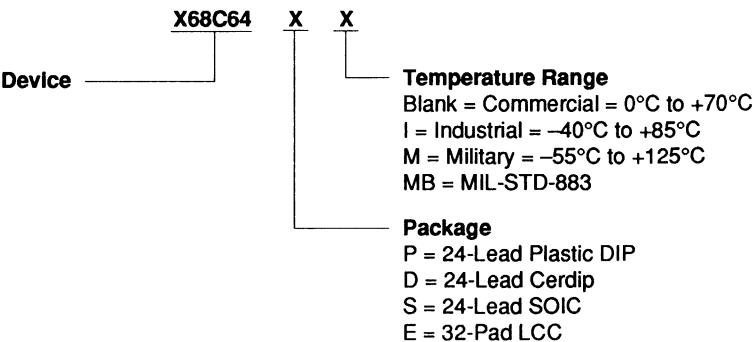 X68C64 X X
Device
Temperature Range
Blank = Commercial = 0°C to +70°C
I = Industrial = –40°C to +85°C
M = Military = –55°C to +125°C
MB = MIL-STD-883
Package
P = 24-Lead Plastic DIP
D = 24-Lead Cerdip
S = 24-Lead SOIC
E = 32-Pad LCC